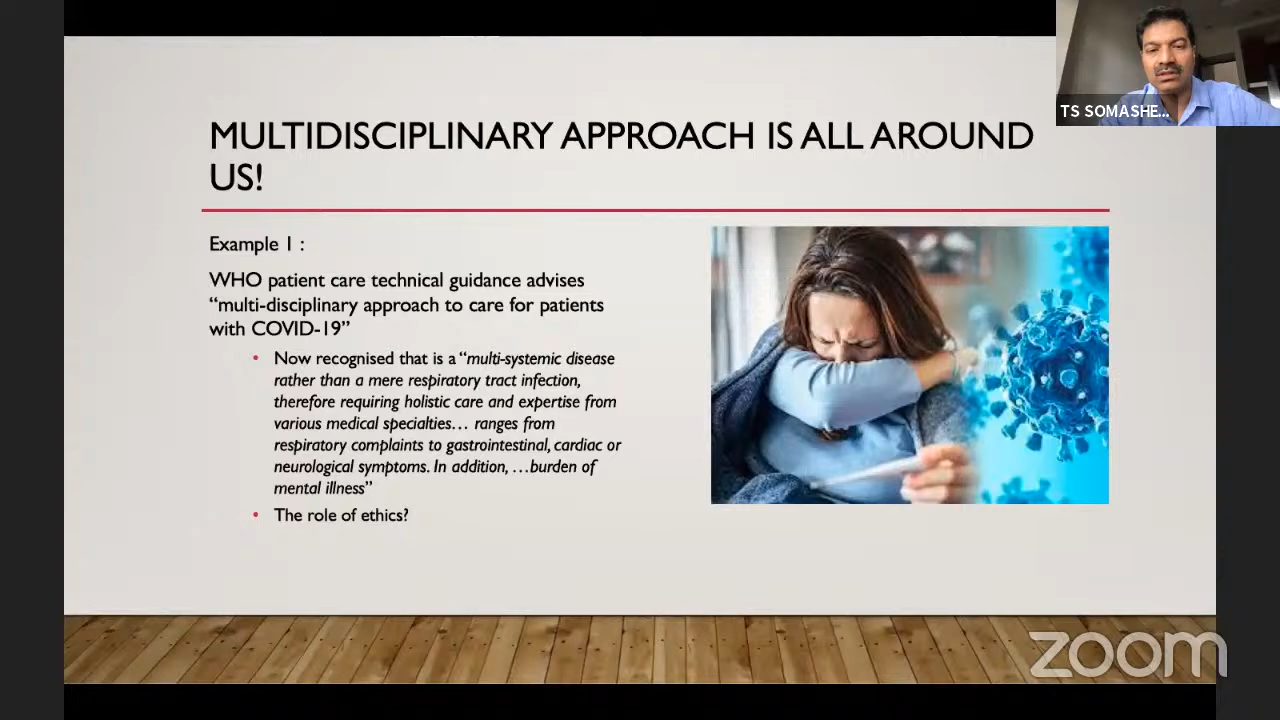 TS SOMASHE...
MULTIDISCIPLINARY APPROACH IS ALL AROUND
US!
Example 1 :
WHO patient care technical guidance advises
“multi-disciplinary approach to care for patients
with COVID-19”
• Now recognised that is a “multi-systemic disease
rather than a mere respiratory tract infection,
therefore requiring holistic care and expertise from
various medical specialties… ranges from
respiratory complaints to gastrointestinal, cardiac or
neurological symptoms. In addition, …burden of
mental illness”
• The role of ethics?
zoom